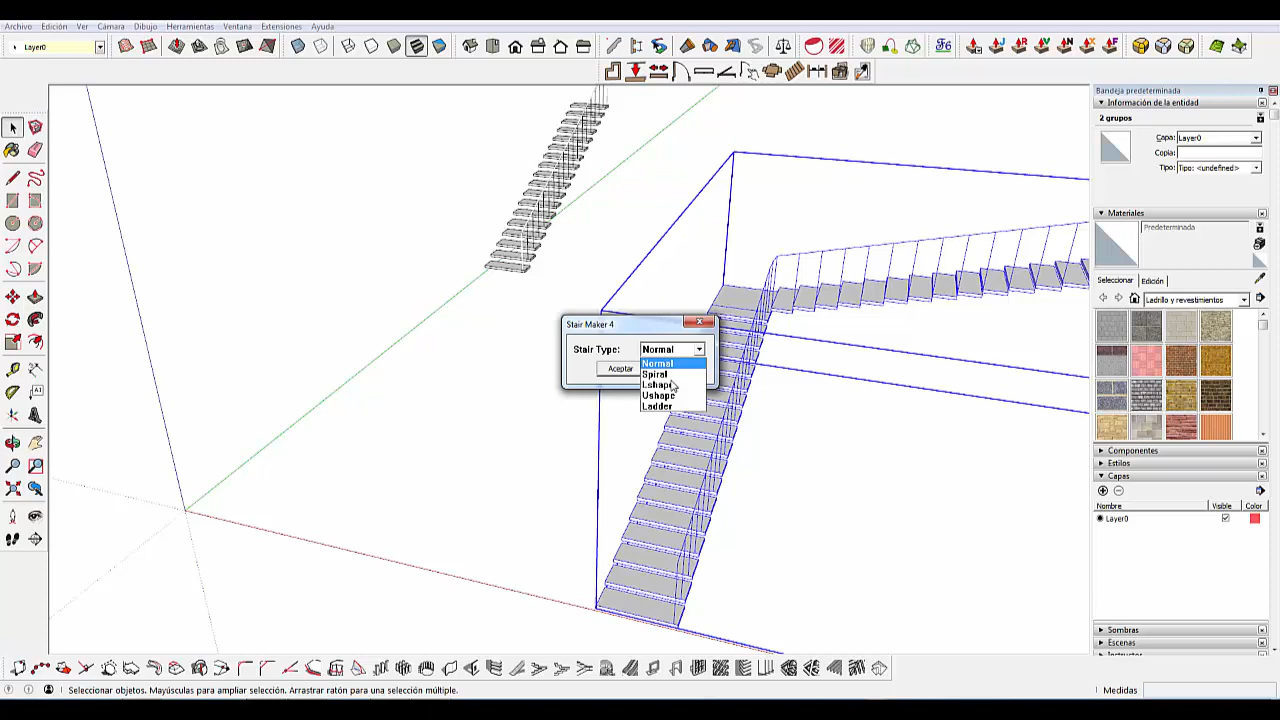 Archivo Edición Ver Cámara Dibujo Herramientas Ventana Extensiones Ayuda
Layer0
Bandeja predeterminada
Información de la entidad
2 grupos
Capa: Layer0
Copia:
Tipo: Tipo: <undefined>
Materiales
Predeterminada
Seleccionar Edición
Ladrillo y revestimientos
Stair Maker 4
Stair Type: Normal
Normal
Aceptar
Spiral
Lshape
Ushape
Ladder
Componentes
Estilos
Capas
Nombre Visible Color
Layer0
Sombras
Escenas
Instructor
Seleccionar objetos. Mayúsculas para ampliar selección. Arrastrar ratón para una selección múltiple.
Medidas